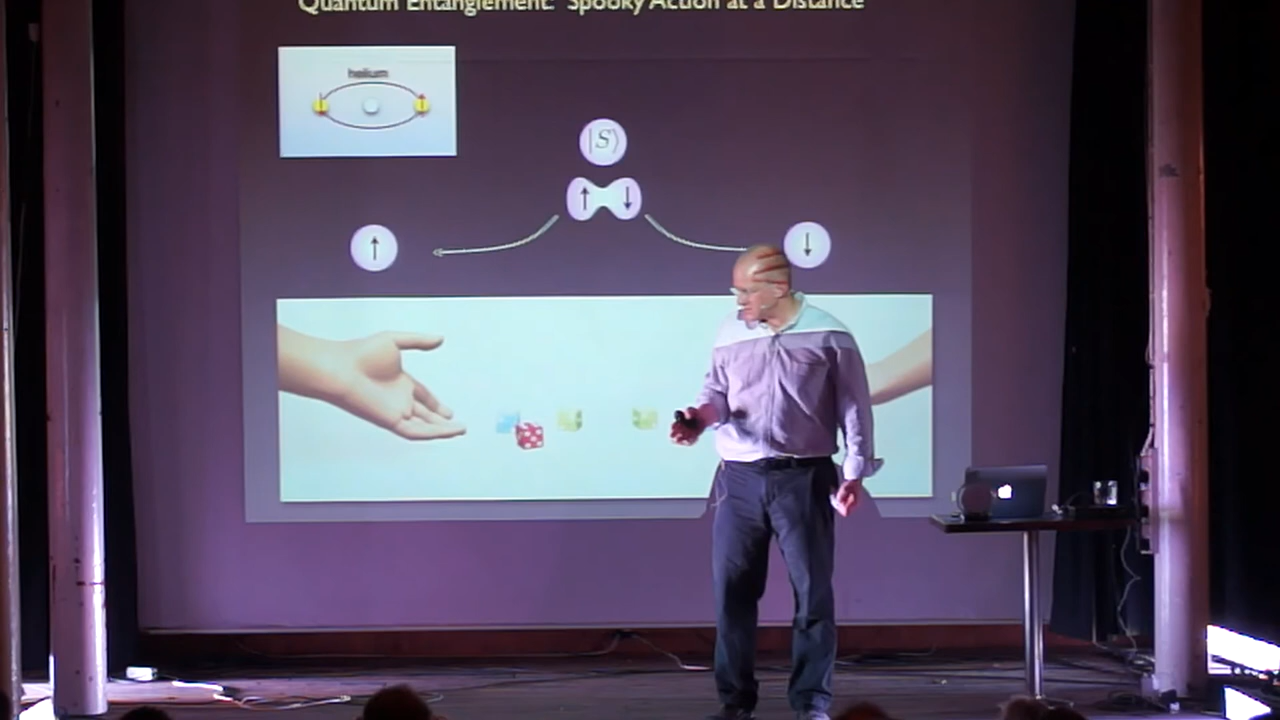 Quantum Entanglement: Spooky Action at a Distance
helium
|S⟩
↑ ↓
↑ ↓